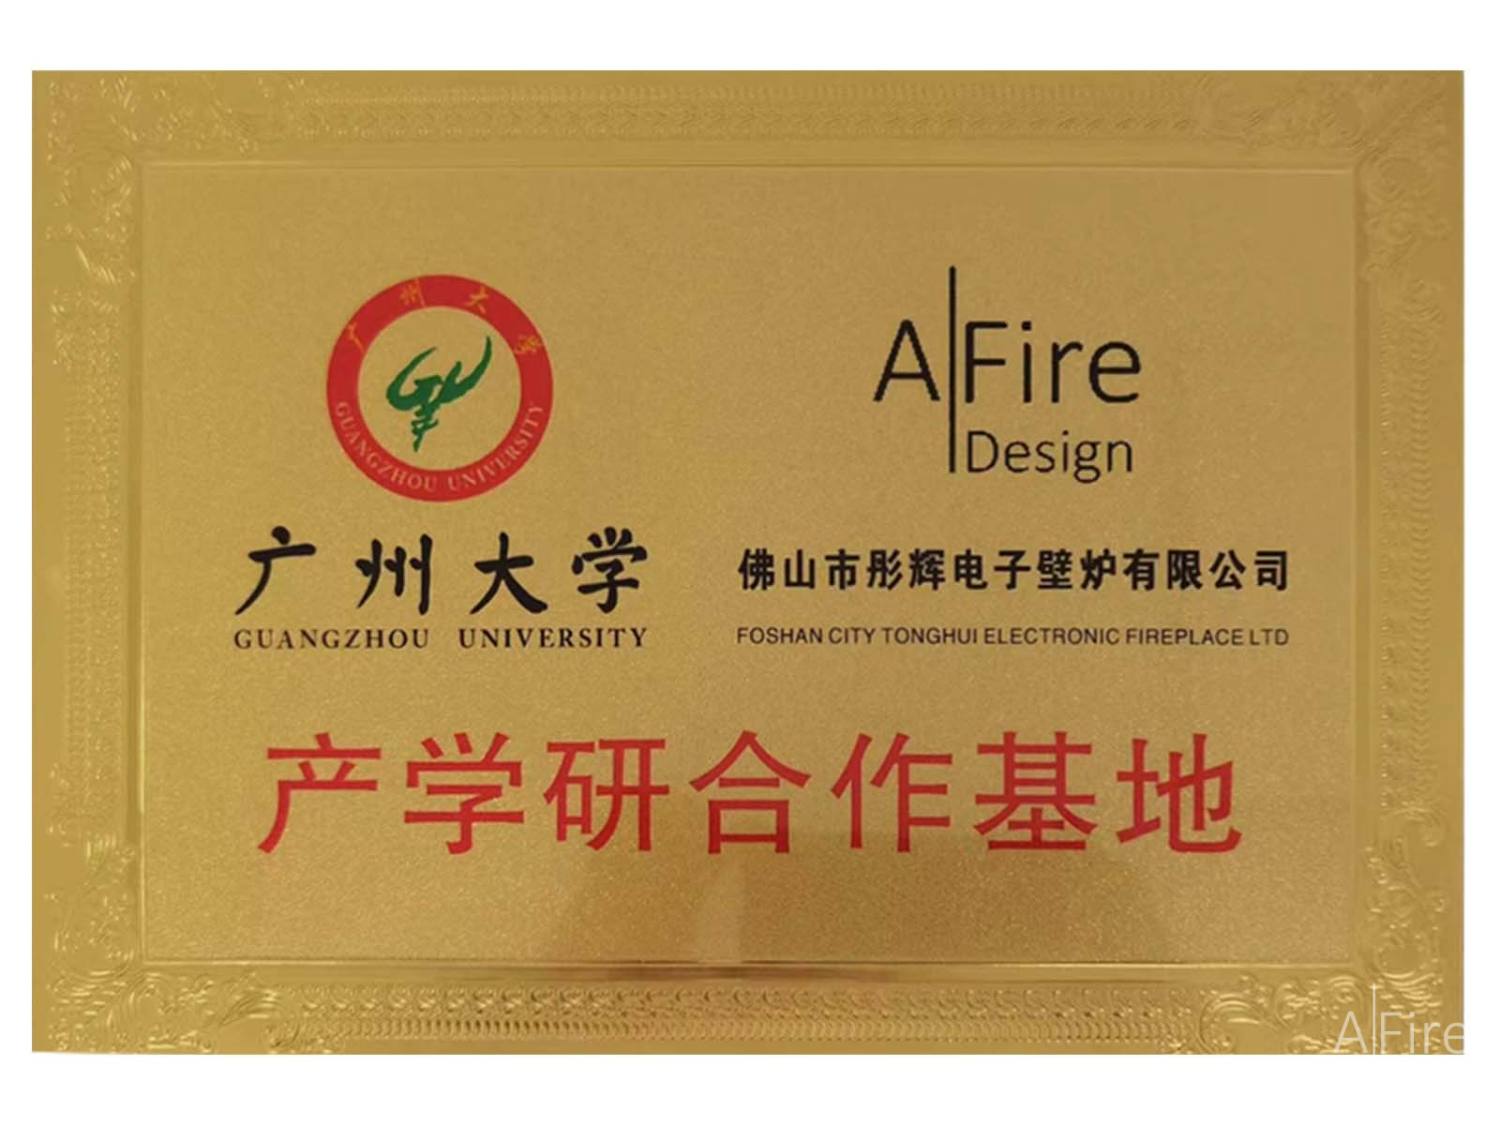 广州大学
GUANGZHOU UNIVERSITY
A Fire
Design
广州大学
GUANGZHOU UNIVERSITY
佛山市彤辉电子壁炉有限公司
FOSHAN CITY TONGHUI ELECTRONIC FIREPLACE LTD
产学研合作基地
A Fire